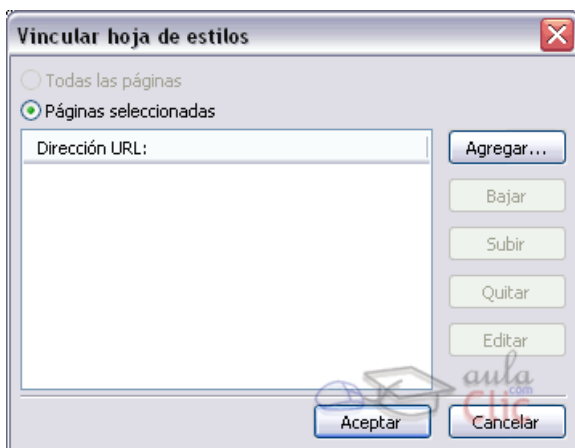 Vincular hoja de estilos
Todas las páginas
Páginas seleccionadas
Dirección URL:
Agregar...
Bajar
Subir
Quitar
Editar
aula
.com
Clic
Aceptar
Cancelar